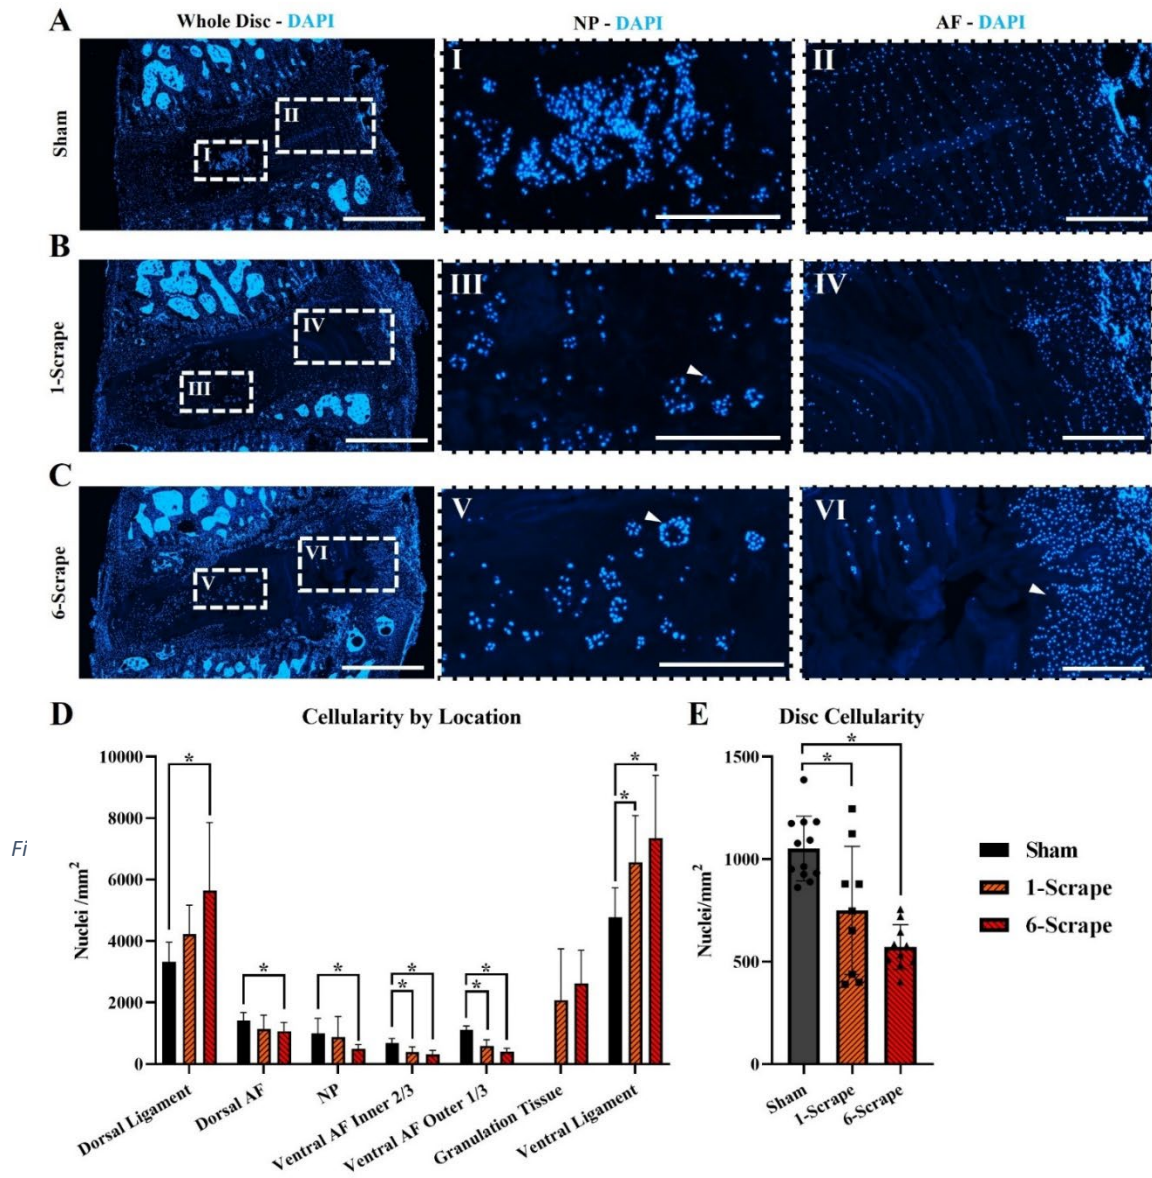 A
Whole Disc - DAPI
NP - DAPI
AF - DAPI
Sham
I
II
I
II
B
1-Scrape
III
IV
III
IV
C
6-Scrape
V
VI
V
VI
D
Cellularity by Location
Nuclei /mm²
10000
8000
6000
4000
2000
0
*
*
*
*
*
*
*
*
*
Dorsal Ligament
Dorsal AF
NP
Ventral AF Inner 2/3
Ventral AF Outer 1/3
Granulation Tissue
Ventral Ligament
E
Disc Cellularity
Nuclei/mm²
1500
1000
500
0
*
*
Sham
1-Scrape
6-Scrape
Sham
1-Scrape
6-Scrape
Fi